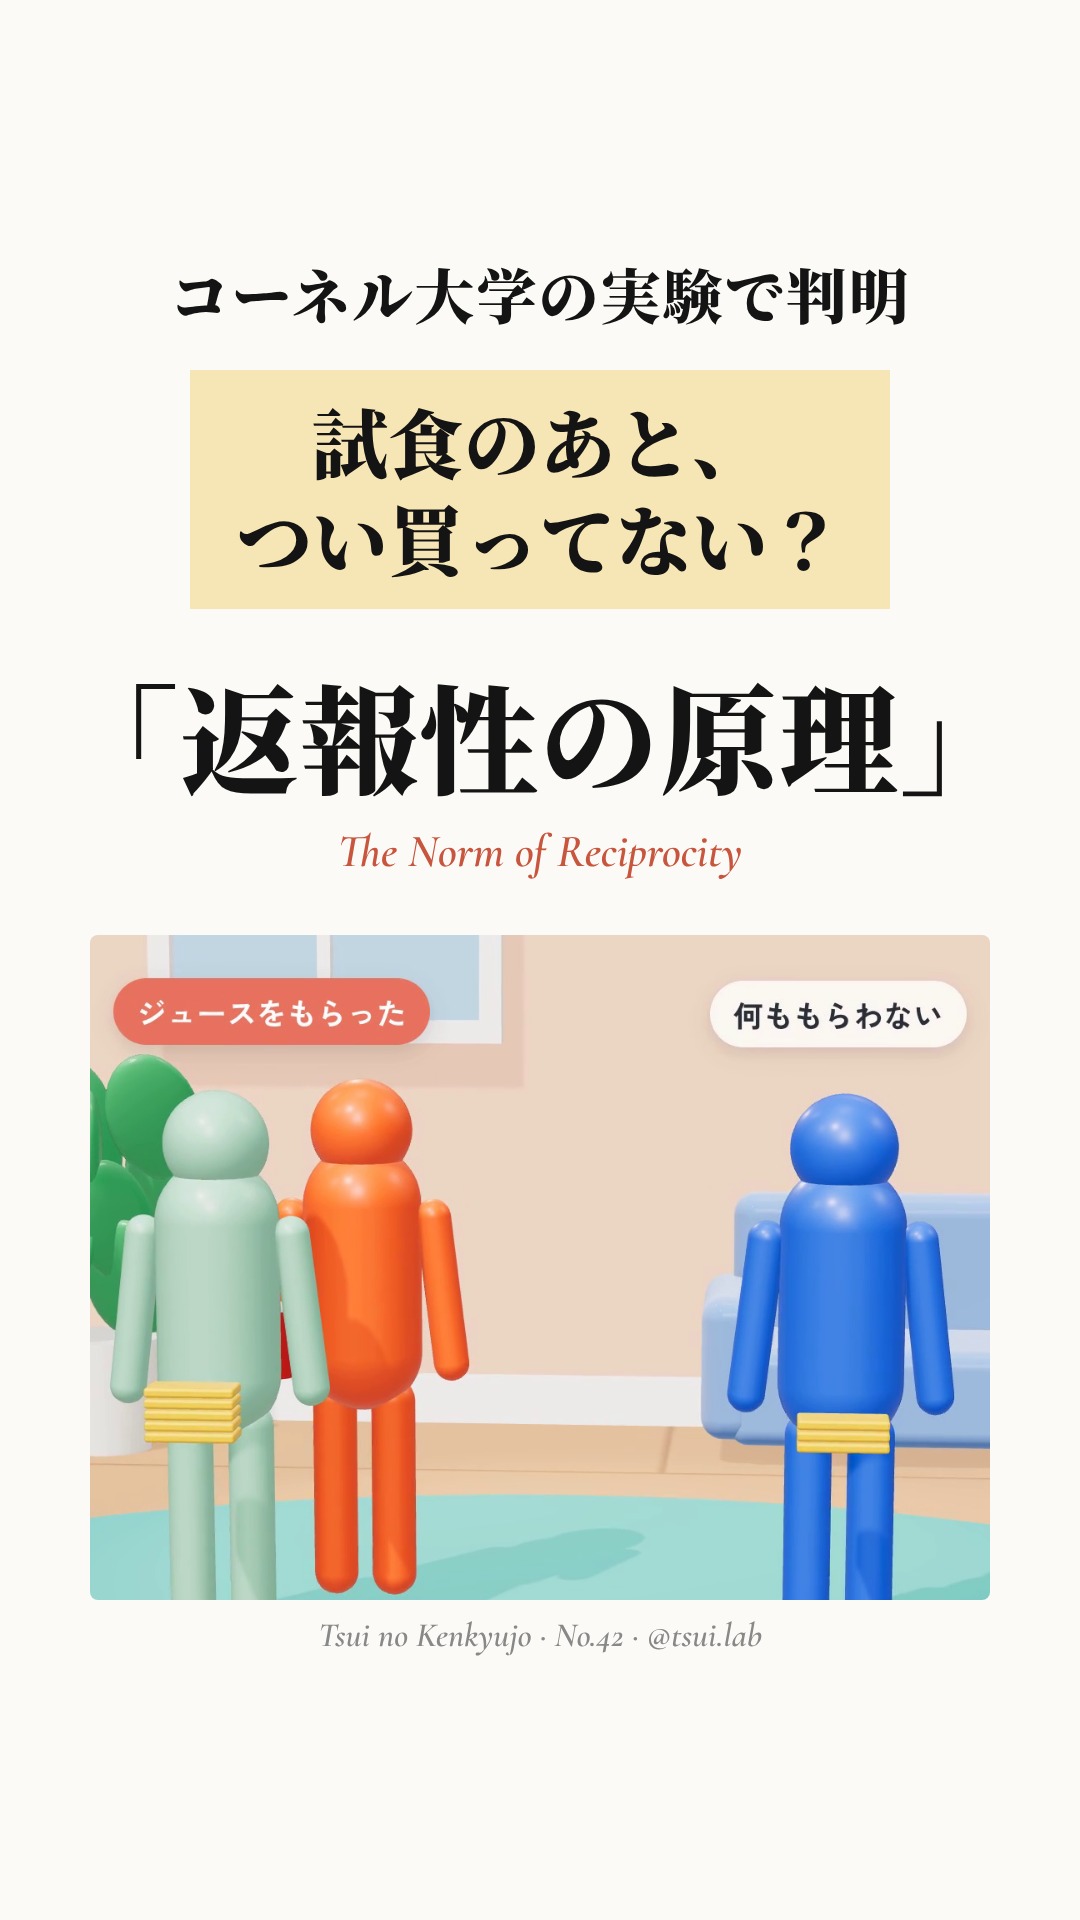 コーネル大学の実験で判明
試食のあと、
つい買ってない？
「返報性の原理」
The Norm of Reciprocity
ジュースをもらった
何ももらわない
Tsui no Kenkyujo · No.42 · @tsui.lab